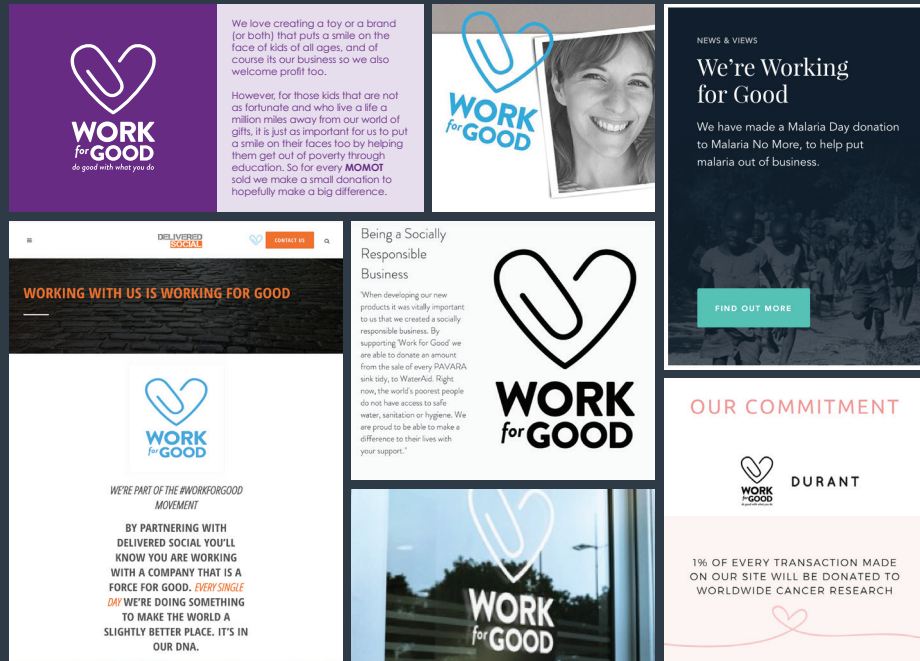 WORK
for GOOD
do good with what you do
We love creating a toy or a brand
(or both) that puts a smile on the
face of kids of all ages, and of
course its our business so we also
welcome profit too.
However, for those kids that are not
as fortunate and who live a life a
million miles away from our world of
gifts, it is just as important for us to put
a smile on their faces too by helping
them get out of poverty through
education. So for every MOMOT
sold we make a small donation to
hopefully make a big difference.
WORK
for GOOD
NEWS & VIEWS
We're Working
for Good
We have made a Malaria Day donation
to Malaria No More, to help put
malaria out of business.
FIND OUT MORE
DELIVERED
SOCIAL
CONTACT US
WORKING WITH US IS WORKING FOR GOOD
WORK
for GOOD
WE'RE PART OF THE #WORKFORGOOD
MOVEMENT
BY PARTNERING WITH
DELIVERED SOCIAL YOU'LL
KNOW YOU ARE WORKING
WITH A COMPANY THAT IS A
FORCE FOR GOOD. EVERY SINGLE
DAY WE'RE DOING SOMETHING
TO MAKE THE WORLD A
SLIGHTLY BETTER PLACE. IT'S IN
OUR DNA.
Being a Socially
Responsible
Business
'When developing our new
products it was vitally important
to us that we created a socially
responsible business. By
supporting 'Work for Good' we
are able to donate an amount
from the sale of every PAVARA
sink tidy, to WaterAid. Right
now, the world's poorest people
do not have access to safe
water, sanitation or hygiene. We
are proud to be able to make a
difference to their lives with
your support.'
WORK
for GOOD
WORK
for GOOD
OUR COMMITMENT
WORK
for GOOD
do good with what you do
DURANT
1% OF EVERY TRANSACTION MADE
ON OUR SITE WILL BE DONATED TO
WORLDWIDE CANCER RESEARCH